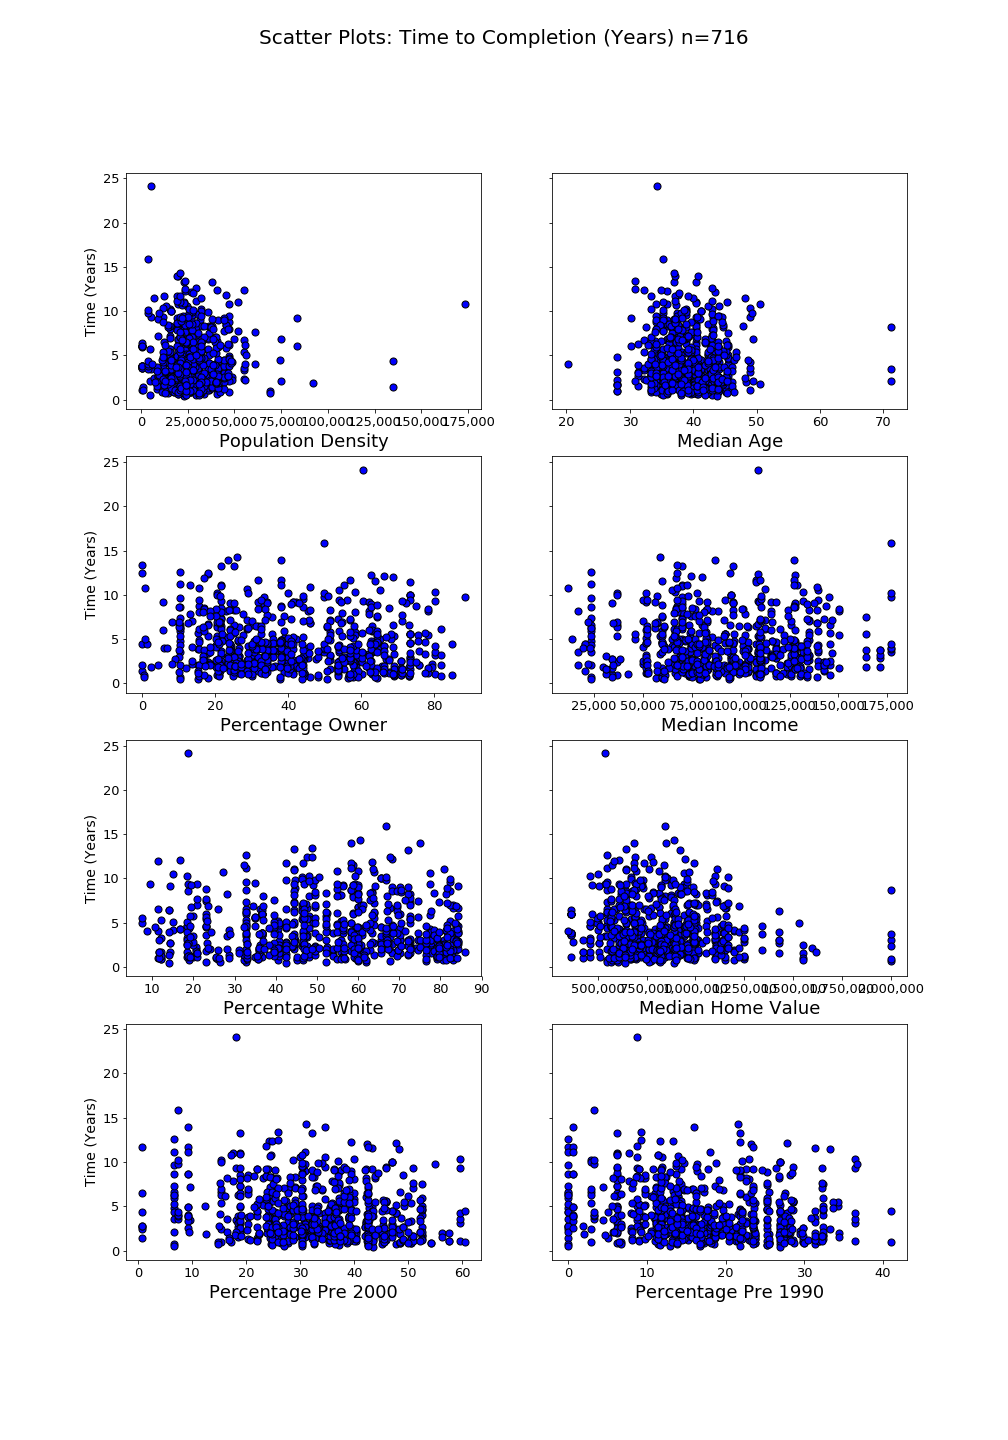 Scatter Plots: Time to Completion (Years) n=716
25
20
15
10
5
0
Time (Years)
0 25,000 50,000 75,000 100,000 125,000 150,000 175,000
Population Density
20 30 40 50 60 70
Median Age
25
20
15
10
5
0
Time (Years)
0 20 40 60 80
Percentage Owner
25,000 50,000 75,000 100,000 125,000 150,000 175,000
Median Income
25
20
15
10
5
0
Time (Years)
10 20 30 40 50 60 70 80 90
Percentage White
500,000 750,000 1,000,000 1,250,000 1,500,000 1,750,000 2,000,000
Median Home Value
25
20
15
10
5
0
Time (Years)
0 10 20 30 40 50 60
Percentage Pre 2000
0 10 20 30 40
Percentage Pre 1990